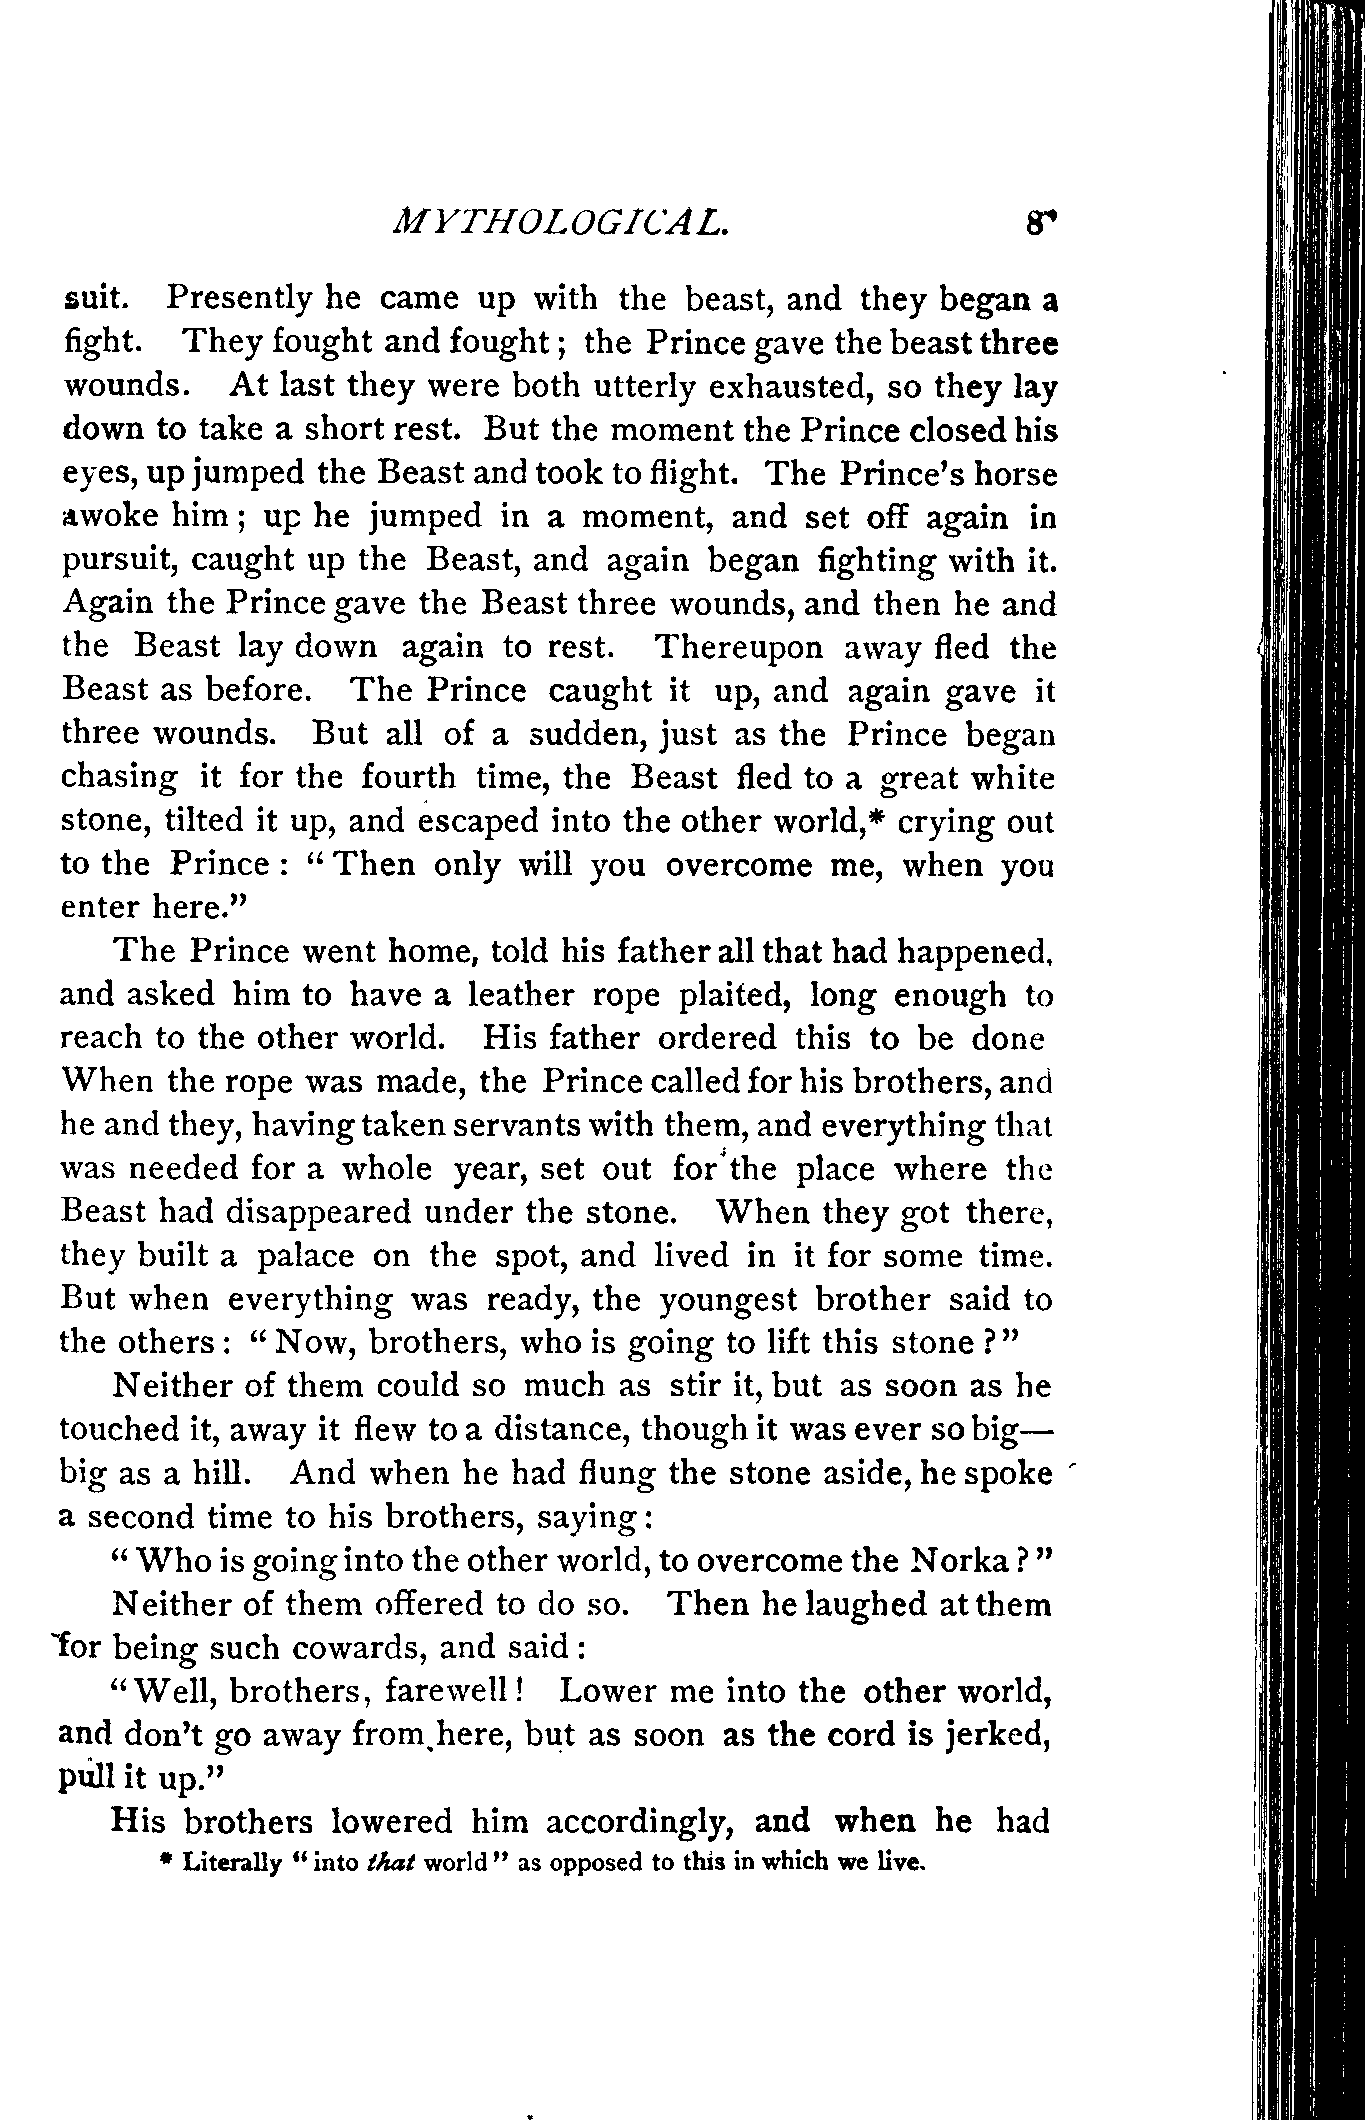 MYTHOLOGICAL.
suit. Presently he came up with the beast, and they began a
fight. They fought and fought; the Prince gave the beast three
wounds. At last they were both utterly exhausted, so they lay
down to take a short rest. But the moment the Prince closed his
eyes, up jumped the Beast and took to flight. The Prince's horse
awoke him; up he jumped in a moment, and set off again in
pursuit, caught up the Beast, and again began fighting with it.
Again the Prince gave the Beast three wounds, and then he and
the Beast lay down again to rest. Thereupon away fled the
Beast as before. The Prince caught it up, and again gave it
three wounds. But all of a sudden, just as the Prince began
chasing it for the fourth time, the Beast fled to a great white
stone, tilted it up, and escaped into the other world,* crying out
to the Prince: "Then only will you overcome me, when you
enter here."
The Prince went home, told his father all that had happened,
and asked him to have a leather rope plaited, long enough to
reach to the other world. His father ordered this to be done
When the rope was made, the Prince called for his brothers, and
he and they, having taken servants with them, and everything that
was needed for a whole year, set out for the place where the
Beast had disappeared under the stone. When they got there,
they built a palace on the spot, and lived in it for some time.
But when everything was ready, the youngest brother said to
the others: "Now, brothers, who is going to lift this stone?"
Neither of them could so much as stir it, but as soon as he
touched it, away it flew to a distance, though it was ever so big—
big as a hill. And when he had flung the stone aside, he spoke
a second time to his brothers, saying:
"Who is going into the other world, to overcome the Norka?"
Neither of them offered to do so. Then he laughed at them
for being such cowards, and said:
"Well, brothers, farewell! Lower me into the other world,
and don't go away from here, but as soon as the cord is jerked,
pull it up."
His brothers lowered him accordingly, and when he had
* Literally "into that world" as opposed to this in which we live.